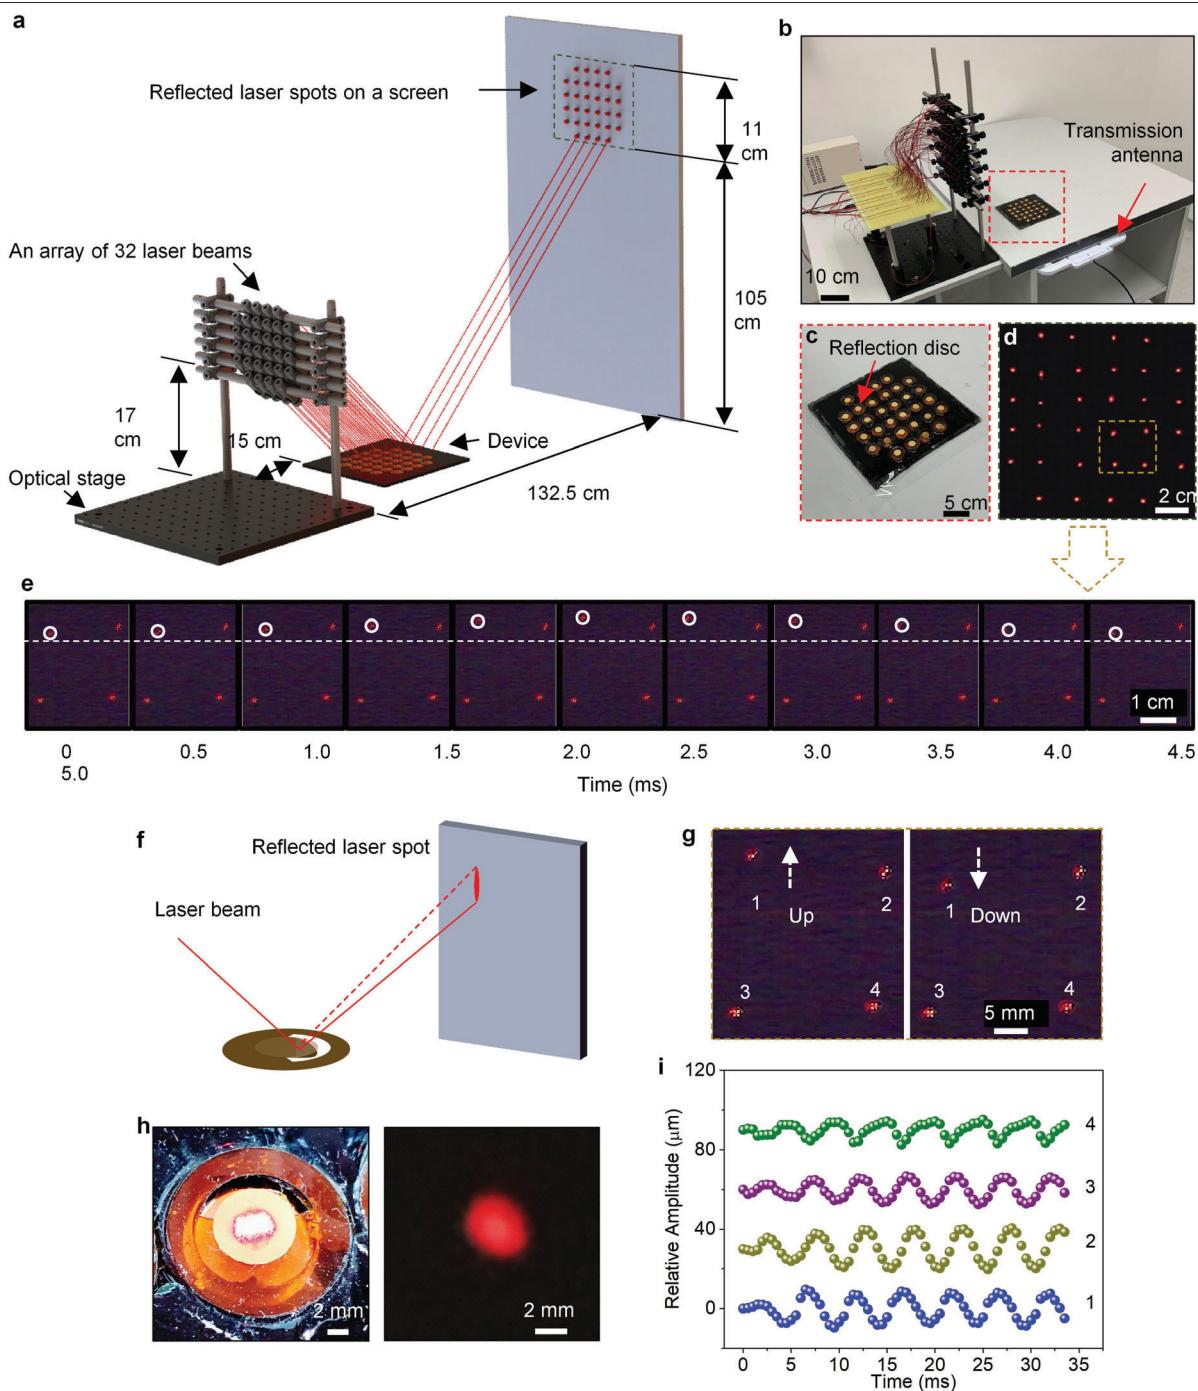 a
Reflected laser spots on a screen
11
cm
An array of 32 laser beams
105
cm
17
cm
15 cm
Device
Optical stage
132.5 cm
b
Transmission
antenna
10 cm
c
Reflection disc
5 cm
d
2 cm
e
1 cm
0 0.5 1.0 1.5 2.0 2.5 3.0 3.5 4.0 4.5
5.0
Time (ms)
f
Reflected laser spot
Laser beam
g
1 Up 2
3 4
1 Down 2
3 4
5 mm
h
2 mm
2 mm
i
120
80
40
0
Relative Amplitude (μm)
4
3
2
1
0 5 10 15 20 25 30 35
Time (ms)